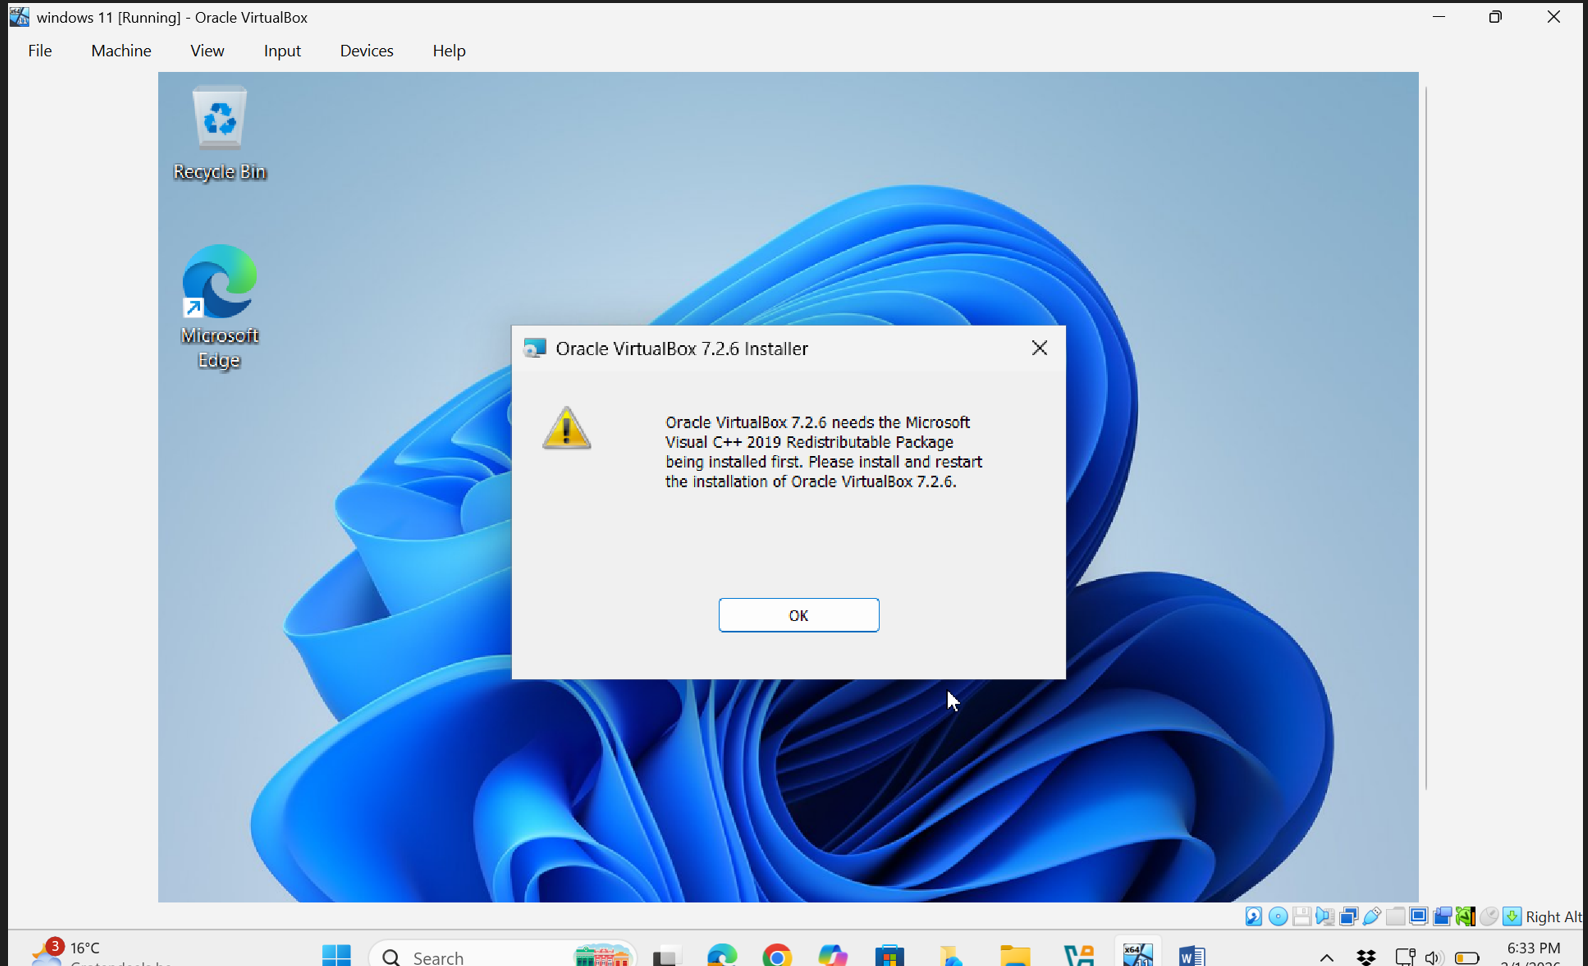 windows 11 [Running] - Oracle VirtualBox
File Machine View Input Devices Help
Recycle Bin
Microsoft
Edge
Oracle VirtualBox 7.2.6 Installer
Oracle VirtualBox 7.2.6 needs the Microsoft
Visual C++ 2019 Redistributable Package
being installed first. Please install and restart
the installation of Oracle VirtualBox 7.2.6.
OK
Right Alt
3
16°C
Search
x64
11
W
6:33 PM